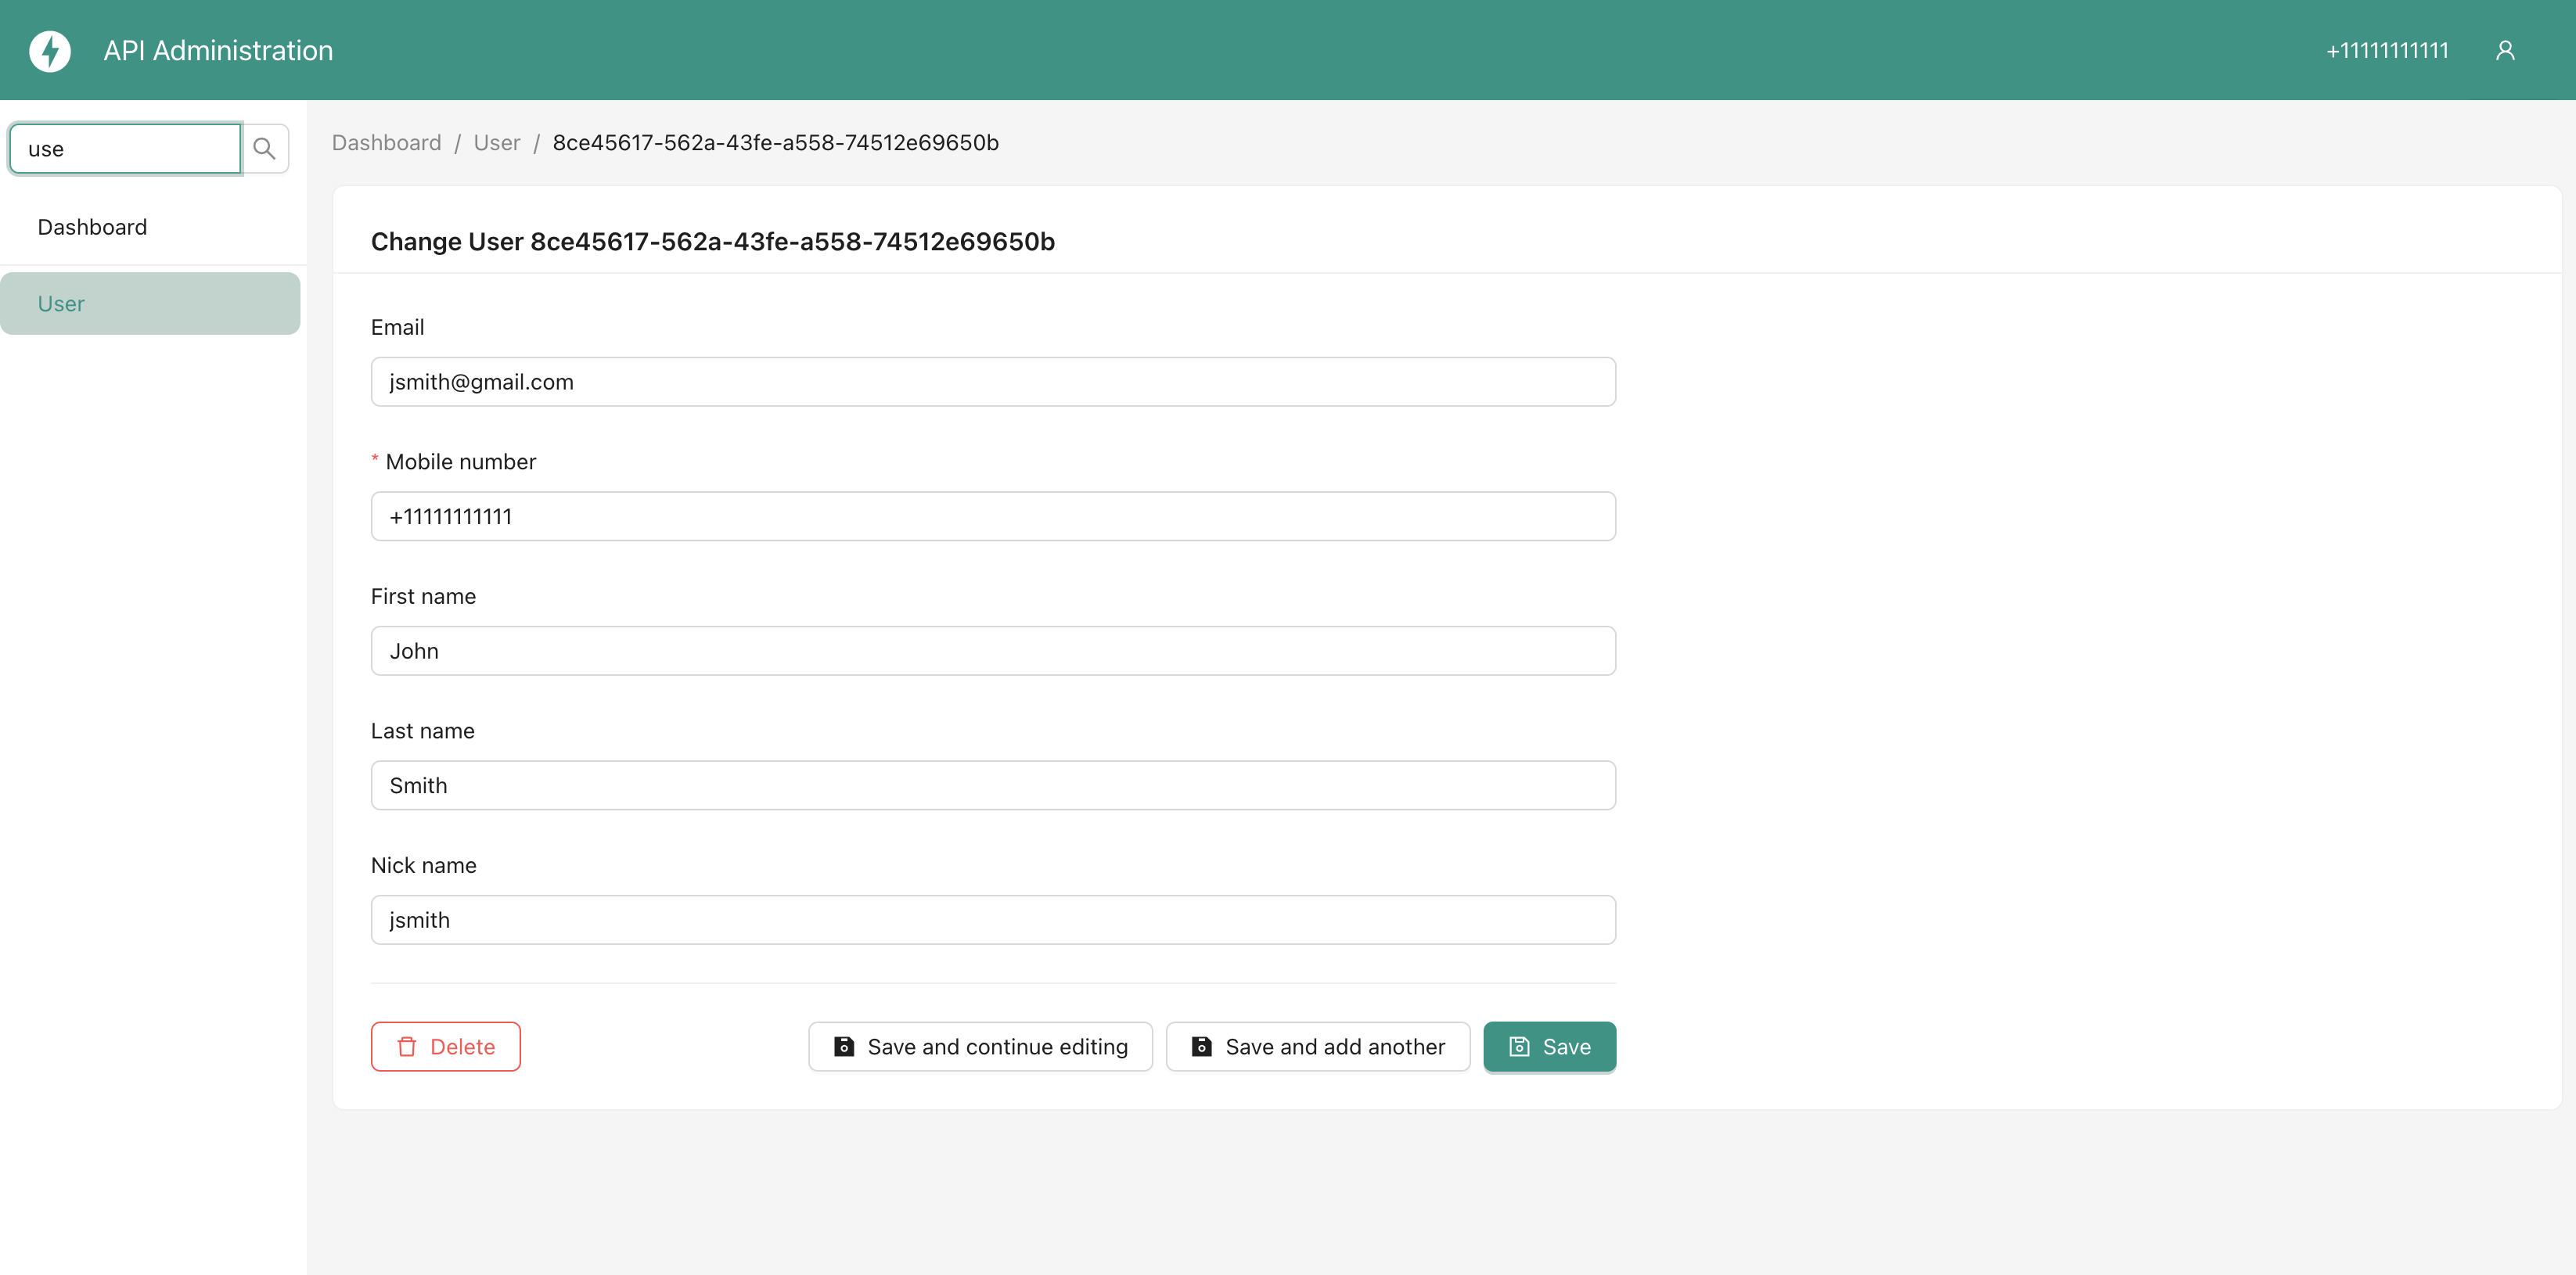 API Administration
+11111111111
use
Dashboard / User / 8ce45617-562a-43fe-a558-74512e69650b
Dashboard
User
Change User 8ce45617-562a-43fe-a558-74512e69650b
Email
jsmith@gmail.com
* Mobile number
+11111111111
First name
John
Last name
Smith
Nick name
jsmith
Delete
Save and continue editing
Save and add another
Save